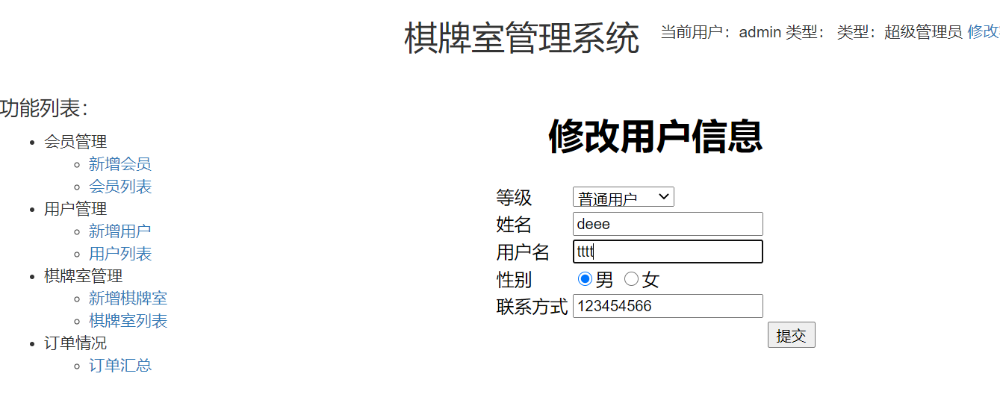 棋牌室管理系统
当前用户：admin 类型： 类型：超级管理员 修改
功能列表：
会员管理
新增会员
会员列表
用户管理
新增用户
用户列表
棋牌室管理
新增棋牌室
棋牌室列表
订单情况
订单汇总
修改用户信息
等级 普通用户
姓名 deee
用户名 tttt
性别 男 女
联系方式 123454566
提交